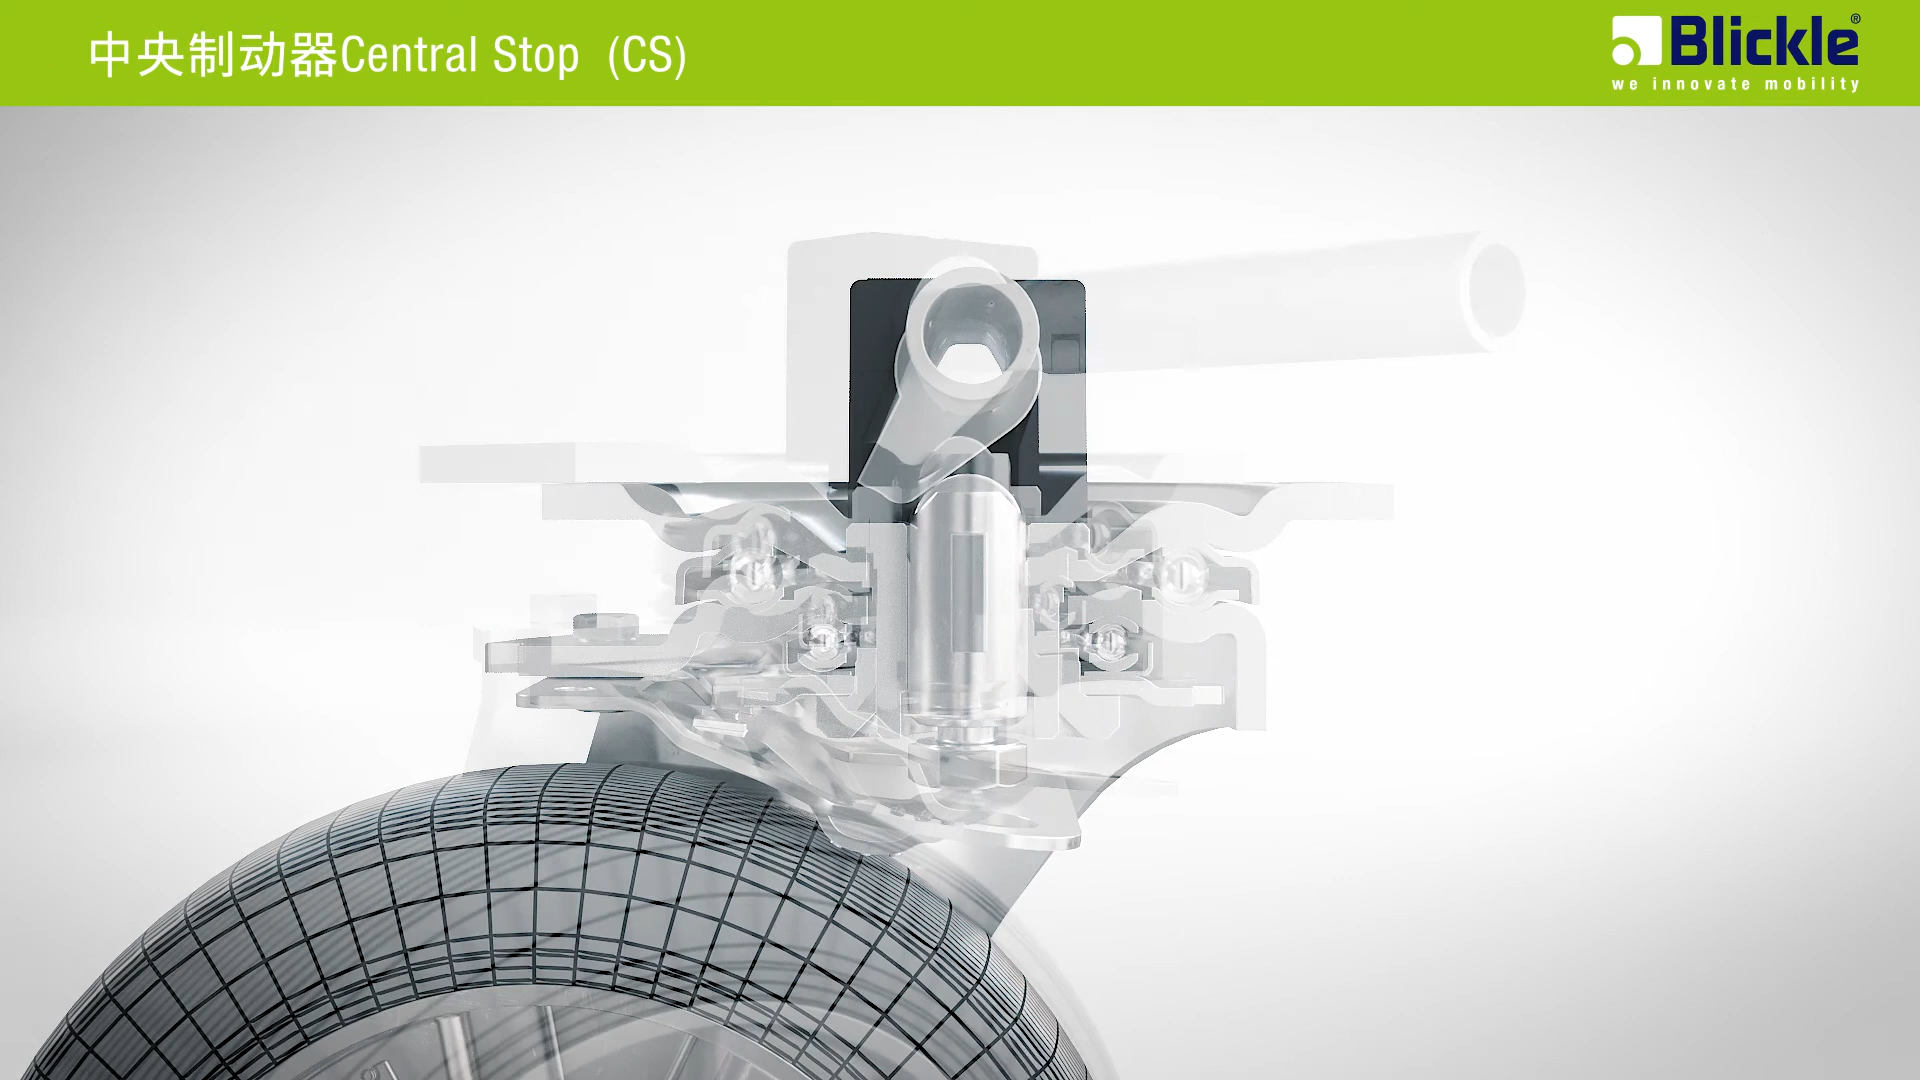 中央制动器Central Stop (CS)
Blickle®
we innovate mobility